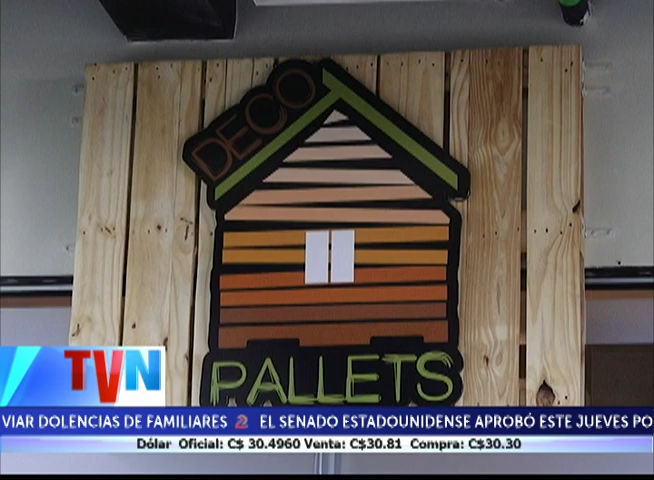 DECO
PALLETS
TVN
VIAR DOLENCIAS DE FAMILIARES 2 EL SENADO ESTADOUNIDENSE APROBÓ ESTE JUEVES PO
Dólar Oficial: C$ 30.4960 Venta: C$30.81 Compra: C$30.30